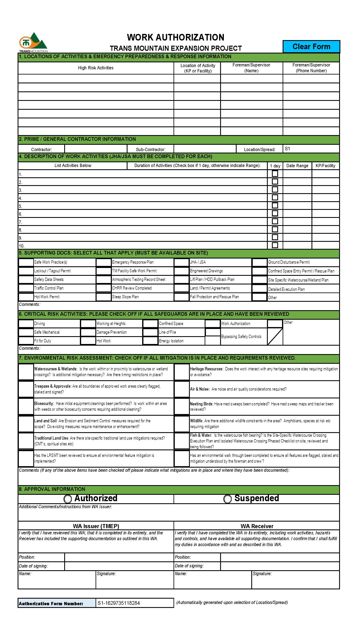 WORK AUTHORIZATION
TRANS MOUNTAIN EXPANSION PROJECT
Clear Form
TRANSMOUNTAIN
1. LOCATIONS OF ACTIVITIES & EMERGENCY PREPAREDNESS & RESPONSE INFORMATION
High Risk Activities
Location of Activity (KP or Facility)
Foreman/Supervisor (Name)
Foreman/Supervisor (Phone Number)
PRIME / GENERAL CONTRACTOR INFORMATION
Contractor:
Sub-Contractor:
Location/Spread
S1
4. DESCRIPTION OF WORK ACTIVITIES (JHA/JSA MUST BE COMPLETED FOR EACH)
List Activities Below
Duration of Activities (Check box if 1 day, otherwise indicate Range)
1 day
Date Range
KP/Facility
1.
2.
3.
4.
5.
6.
7.
8.
9.
10.
5. SUPPORTING DOCS: SELECT ALL THAT APPLY (MUST BE AVAILABLE ON SITE)
Safe Work Practice(s)
Emergency Response Plan
JHA / JSA
Ground Disturbance Permit
Lockout / Tagout Permit
TM Facility Safe Work Permit
Engineered Drawings
Confined Space Entry Permit / Rescue Plan
Safety Data Sheets
Atmospheric Testing Record Sheet
Lift Plan / HDD Pullback Plan
Site Specific Watercourse/Wetland Plan
Traffic Control Plan
OHRR Review Completed
Land / Permit Agreements
Detailed Execution Plan
Hot Work Permit
Steep Slope Plan
Fall Protection and Rescue Plan
Other
Comments:
6. CRITICAL RISK ACTIVITIES: PLEASE CHECK OFF IF ALL SAFEGUARDS ARE IN PLACE AND HAVE BEEN REVIEWED
Driving
Working at Heights
Confined Space
Work Authorization
Other
Safe Mechanical
Damage Prevention
Line of Fire
Bypassing Safety Controls
Fit for Duty
Hot Work
Energy Isolation
Comments:
7. ENVIRONMENTAL RISK ASSESSMENT: CHECK OFF IF ALL MITIGATION IS IN PLACE AND REQUIREMENTS REVIEWED.
Watercourses & Wetlands: Is the work within or in proximity to watercourses or wetland crossings? Is additional mitigation necessary? Are there timing restrictions in place?
Heritage Resources: Does the work interact with any heritage resource sites requiring mitigation or avoidance?
Trespass & Approvals: Are all boundaries of approved work areas clearly flagged, staked and signed?
Air & Noise: Are noise and air quality considerations required?
Biosecurity: Have initial equipment cleanings been performed? Is work within an area with weeds or other biosecurity concerns requiring additional cleaning?
Nesting Birds: Have nest sweeps been completed? Have nest sweep maps and tracker been reviewed?
Land and Soil: Are Erosion and Sediment Control measures required for the scope? Do existing measures require maintenance or enhancement?
Wildlife: Are there additional wildlife constraints in the area? Amphibians, species at risk etc requiring mitigation
Traditional Land Use: Are there site-specific traditional land use mitigations required? (CMTs, spiritual sites etc)
Fish & Water: Is the watercourse fish bearing? Is the Site-Specific Watercourse Crossing Execution Plan and Isolated Watercourse Crossing Phased Checklist on site, reviewed and being followed?
Has the LRSMT been reviewed to ensure all environmental feature mitigation is implemented?
Has an environmental walk through been completed to ensure all features are flagged, staked and mitigation understood by the foreman and crew?
Comments (If any of the above items have been checked off please indicate what mitigations are in place and where they have been documented):
8. APPROVAL INFORMATION
Authorized
Suspended
Additional Comments/Instructions from WA Issuer:
WA Issuer (TMEP)
WA Receiver
I verify that I have reviewed this WA, that it is completed in its entirety, and the Receiver has included the supporting documentation as outlined in this WA.
I verify that I have completed the WA in its entirety, including work activities, hazards and controls, and have available all supporting documentation. I confirm that I shall fulfill my duties in accordance with and as described in this WA.
Position:
Position:
Date of signing:
Date of signing:
Name:
Signature:
Name:
Signature:
Authorization Form Number:
S1-1629735118284
(Automatically generated upon selection of Location/Spread)